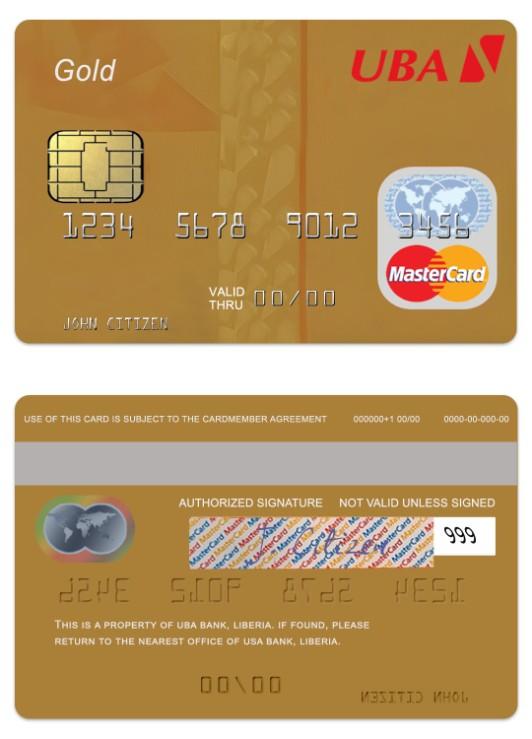 Gold
UBA
1234 5678 9012 3456
MasterCard
VALID
THRU 00/00
JOHN CITIZEN
USE OF THIS CARD IS SUBJECT TO THE CARDMEMBER AGREEMENT 000000+1 00/00 0000-00-000-00
AUTHORIZED SIGNATURE NOT VALID UNLESS SIGNED
MasterCard MasterCard MasterCard
999
THIS IS A PROPERTY OF UBA BANK, LIBERIA. IF FOUND, PLEASE
RETURN TO THE NEAREST OFFICE OF USA BANK, LIBERIA.
00\00